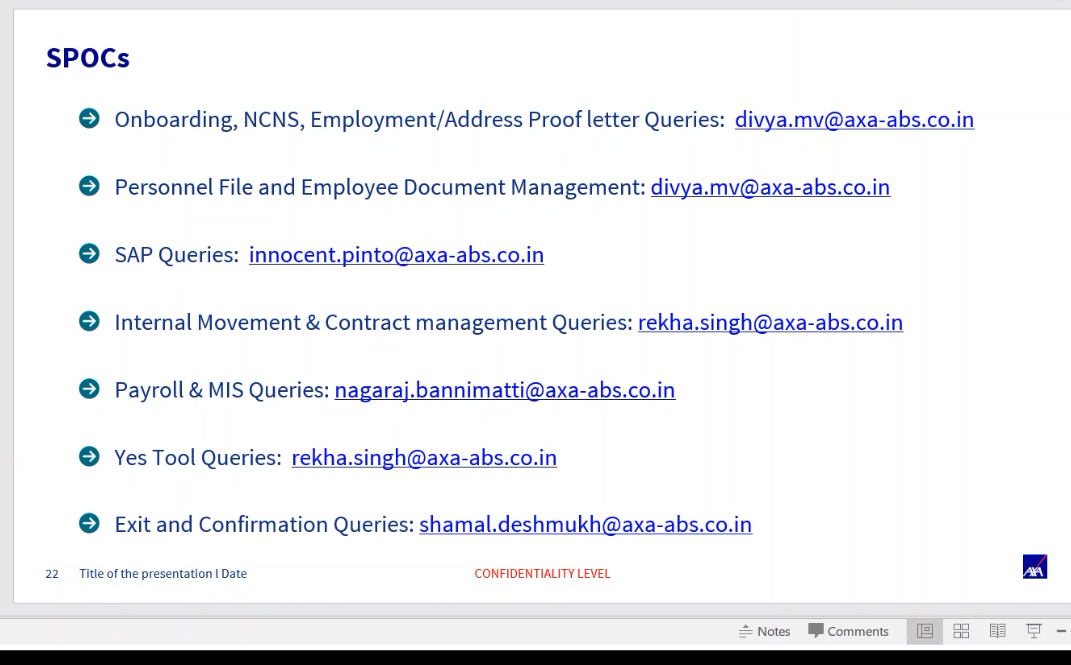 SPOCs
Onboarding, NCNS, Employment/Address Proof letter Queries: divya.mv@axa-abs.co.in
Personnel File and Employee Document Management: divya.mv@axa-abs.co.in
SAP Queries: innocent.pinto@axa-abs.co.in
Internal Movement & Contract management Queries: rekha.singh@axa-abs.co.in
Payroll & MIS Queries: nagaraj.bannimatti@axa-abs.co.in
Yes Tool Queries: rekha.singh@axa-abs.co.in
Exit and Confirmation Queries: shamal.deshmukh@axa-abs.co.in
22 Title of the presentation l Date CONFIDENTIALITY LEVEL AXA
Notes Comments